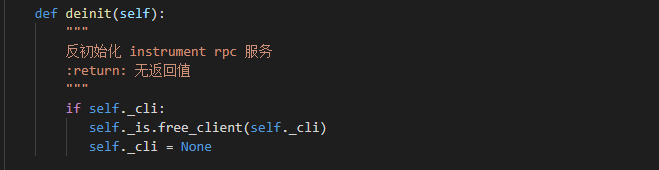 def deinit(self):
"""
反初始化 instrument rpc 服务
:return: 无返回值
"""
if self._cli:
self._is.free_client(self._cli)
self._cli = None